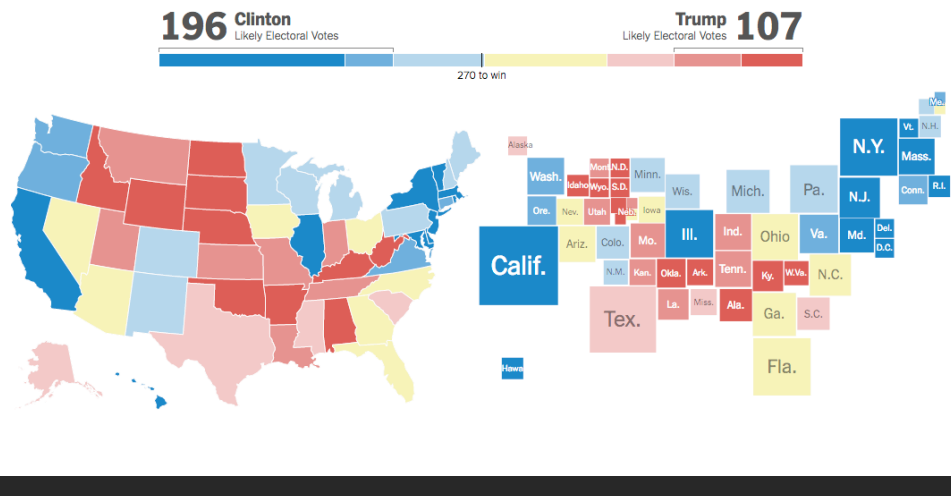 196 Clinton
Likely Electoral Votes
Trump 107
Likely Electoral Votes
270 to win
Alaska
Wash.
Idaho
Mont.
N.D.
Minn.
Wis.
Mich.
Pa.
N.Y.
Vt.
N.H.
Mass.
Ore.
Nev.
Utah
Wyo.
S.D.
Neb.
Iowa
N.J.
Conn.
R.I.
Calif.
Ariz.
Colo.
Mo.
Ill.
Ind.
Ohio
Va.
Md.
Del.
D.C.
N.M.
Kan.
Okla.
Ark.
Tenn.
Ky.
W.Va.
N.C.
Tex.
La.
Miss.
Ala.
Ga.
S.C.
Hawa
Fla.